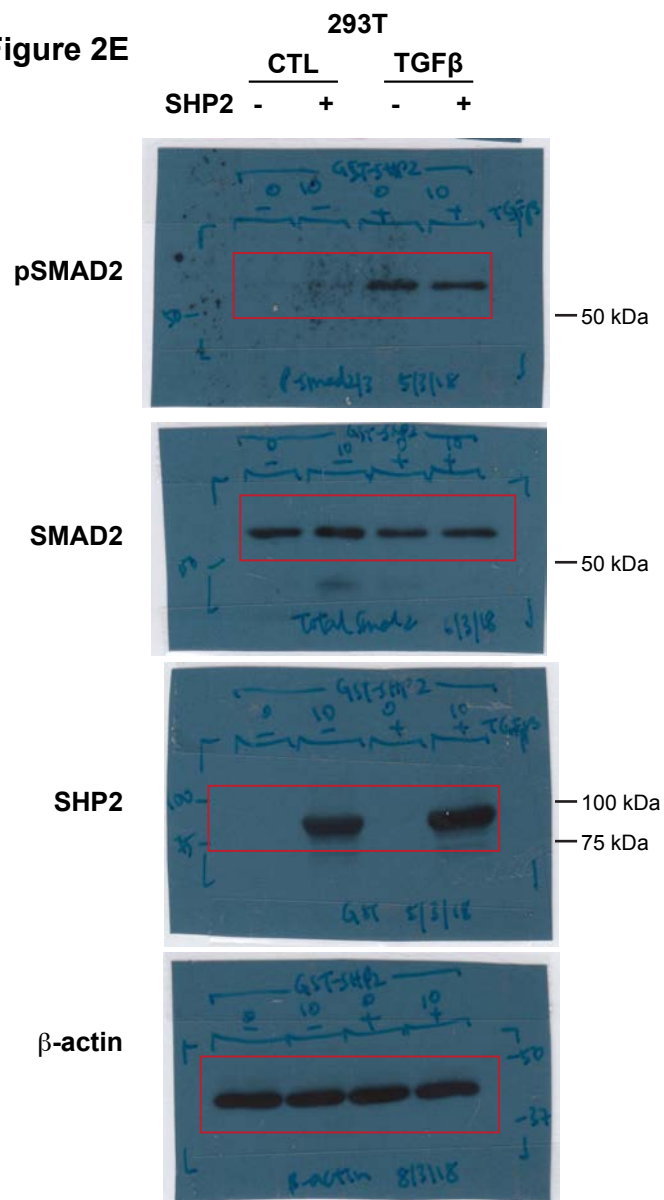 Figure 2E
293T
CTL TGFβ
SHP2 - + - +
pSMAD2
GST-SHP2
0 10 0 10
- - + + TGFβ
50-
50 kDa
P-smad2/3 5/3/18
SMAD2
GST-SHP2
0 10 0 10
- - + +
50 kDa
Total Smad2 6/3/18
SHP2
GST-SHP2
0 10 0 10
- - + + TGFβ
100-
100 kDa
75-
75 kDa
GST 5/3/18
β-actin
GST-SHP2
0 10 0 10
- - + +
-50
-37
β-actin 8/3/18